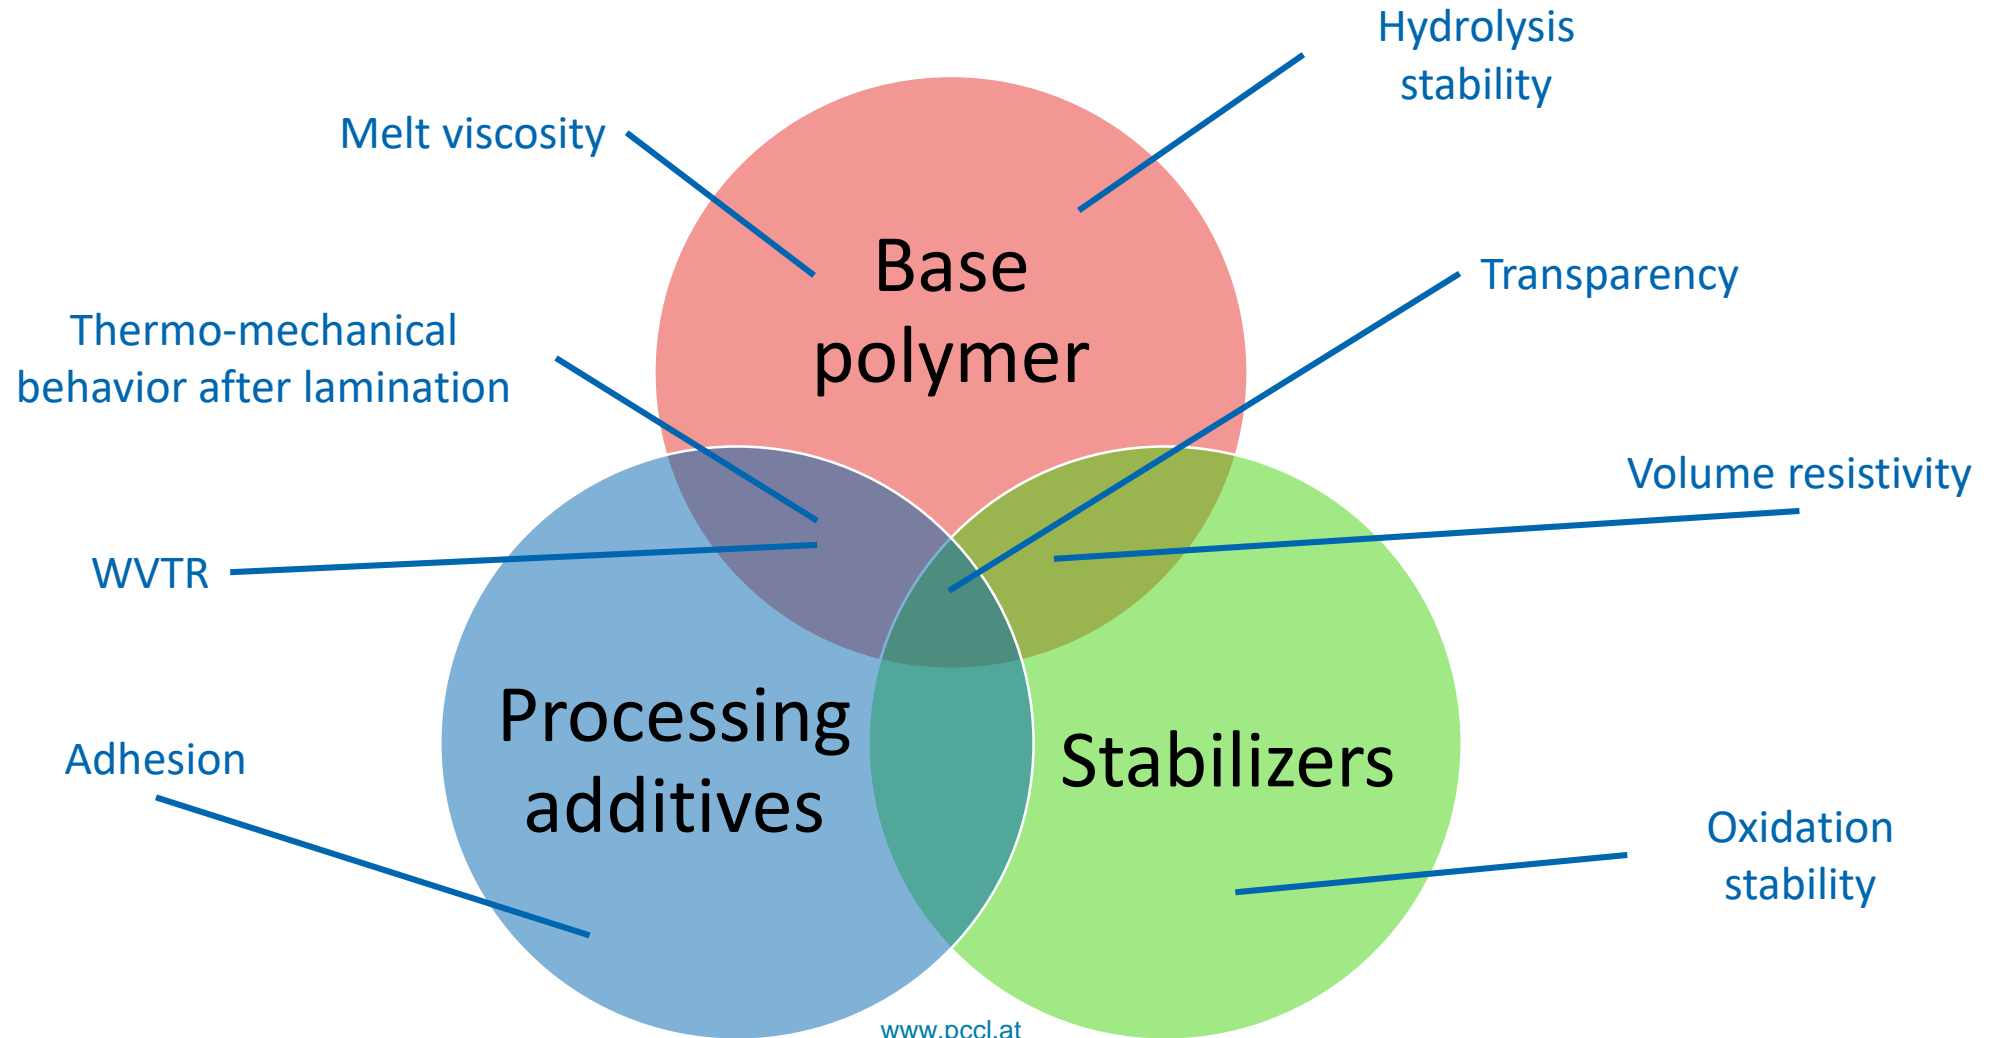 Hydrolysis
stability
Melt viscosity
Base
polymer
Transparency
Thermo-mechanical
behavior after lamination
Volume resistivity
WVTR
Processing
additives
Stabilizers
Adhesion
Oxidation
stability
www.pccl.at